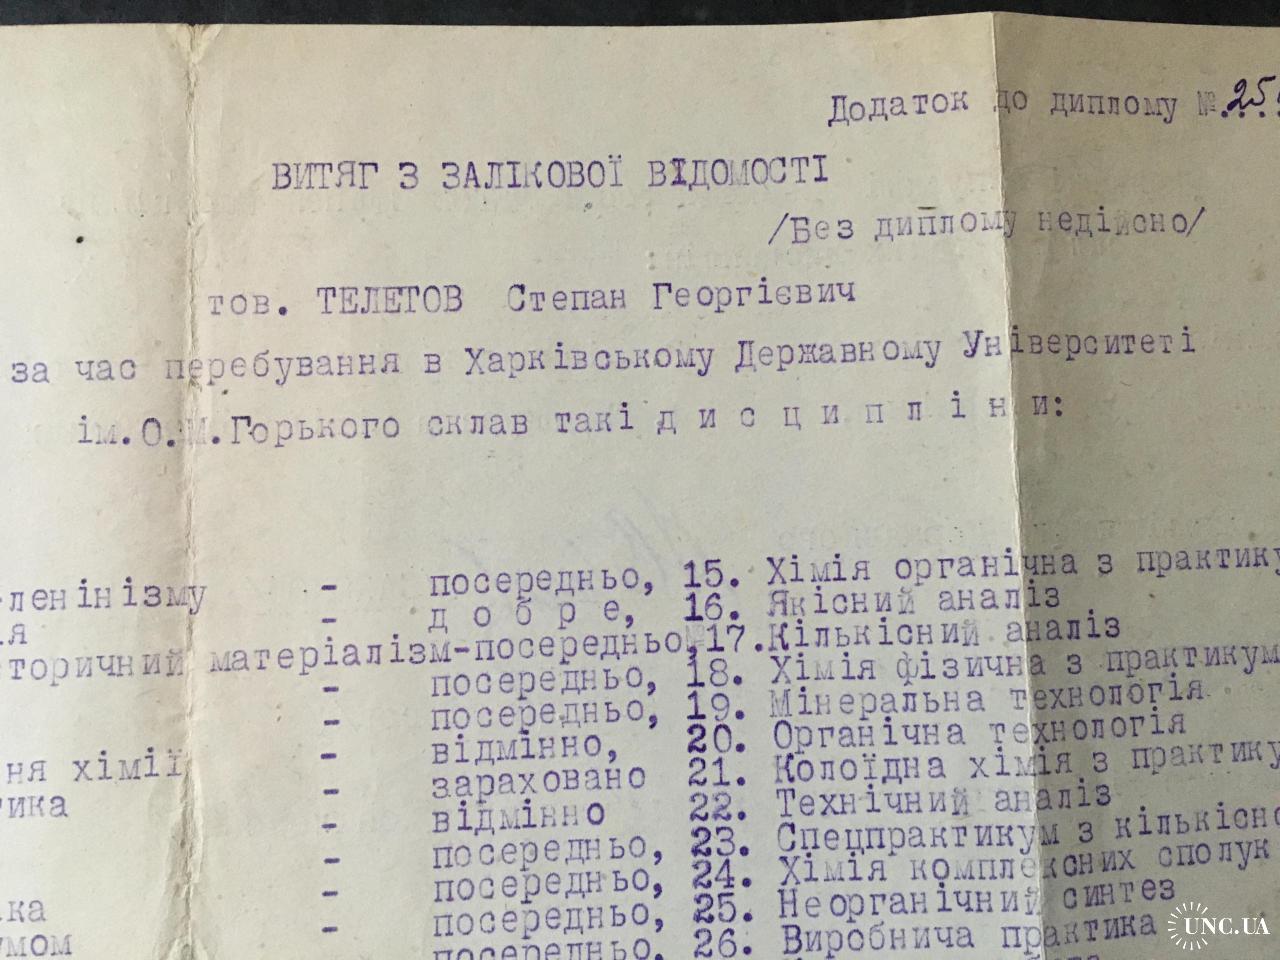 Додаток до диплому №.25
ВИТЯГ З ЗАЛІКОВОЇ ВІДОМОСТІ
/Без диплому недійсно/
тов. ТЕЛЕТОВ Степан Георгієвич
за час перебування в Харківському Державному Університеті
ім.О.М.Горького склав такі д и с ц и п л і н и:
-ленінізму - посередньо, 15. Хімія органічна з практику
ія - д о б р е, 16. Якісний аналіз
сторичний матеріалізм-посередньо, 17. Кількісний аналіз
- посередньо, 18. Хімія фізична з практикум
- посередньо, 19. Мінеральна технологія
- відмінно, 20. Органічна технологія
ня хімії - зараховано 21. Колоїдна хімія з практику
тика - відмінно 22. Технічний аналіз
- посередньо, 23. Спецпрактикум з кількісно
- посередньо, 24. Хімія комплексних сполук
ка - посередньо, 25. Неорганічний синтез
умом посередньо, 26. Виробнича практика
UNC.UA